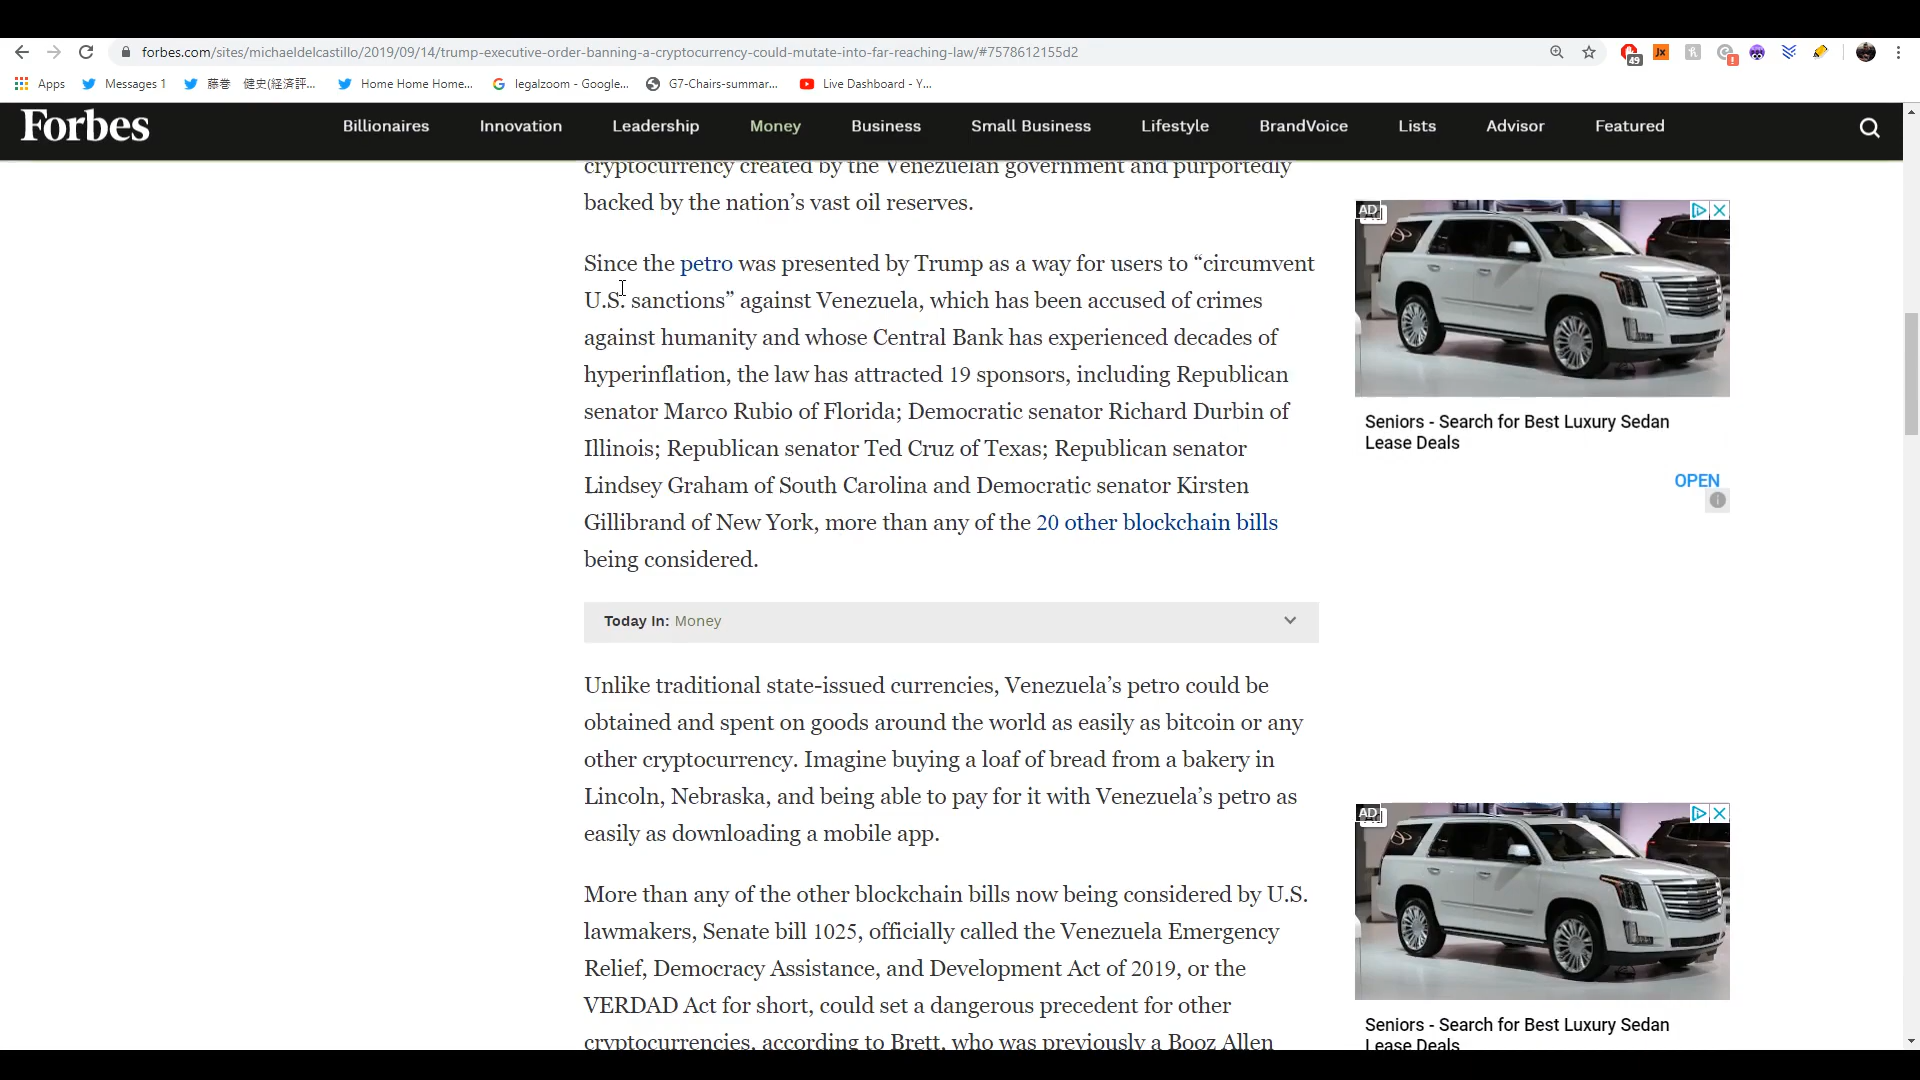 forbes.com/sites/michaeldelcastillo/2019/09/14/trump-executive-order-banning-a-cryptocurrency-could-mutate-into-far-reaching-law/#7578612155d2
49
Jx
Apps
Messages 1
藤巻 健史(経済評...
Home Home Home...
legalzoom - Google...
G7-Chairs-summar...
Live Dashboard - Y...
Forbes
Billionaires
Innovation
Leadership
Money
Business
Small Business
Lifestyle
BrandVoice
Lists
Advisor
Featured
cryptocurrency created by the Venezuelan government and purportedly
backed by the nation’s vast oil reserves.
Since the petro was presented by Trump as a way for users to “circumvent
U.S. sanctions” against Venezuela, which has been accused of crimes
against humanity and whose Central Bank has experienced decades of
hyperinflation, the law has attracted 19 sponsors, including Republican
senator Marco Rubio of Florida; Democratic senator Richard Durbin of
Illinois; Republican senator Ted Cruz of Texas; Republican senator
Lindsey Graham of South Carolina and Democratic senator Kirsten
Gillibrand of New York, more than any of the 20 other blockchain bills
being considered.
Today In: Money
Unlike traditional state-issued currencies, Venezuela’s petro could be
obtained and spent on goods around the world as easily as bitcoin or any
other cryptocurrency. Imagine buying a loaf of bread from a bakery in
Lincoln, Nebraska, and being able to pay for it with Venezuela’s petro as
easily as downloading a mobile app.
More than any of the other blockchain bills now being considered by U.S.
lawmakers, Senate bill 1025, officially called the Venezuela Emergency
Relief, Democracy Assistance, and Development Act of 2019, or the
VERDAD Act for short, could set a dangerous precedent for other
cryptocurrencies, according to Brett, who was previously a Booz Allen
AD
Seniors - Search for Best Luxury Sedan
Lease Deals
OPEN
AD
Seniors - Search for Best Luxury Sedan
Lease Deals